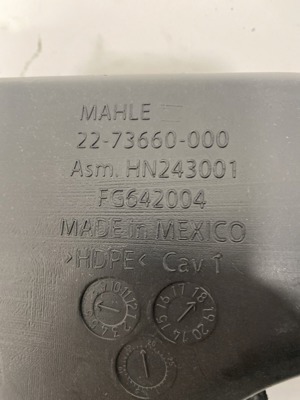 MAHLE
22-73660-000
Asm. HN243001
FG642004
MADE in MEXICO
>HDPE< Cav 1